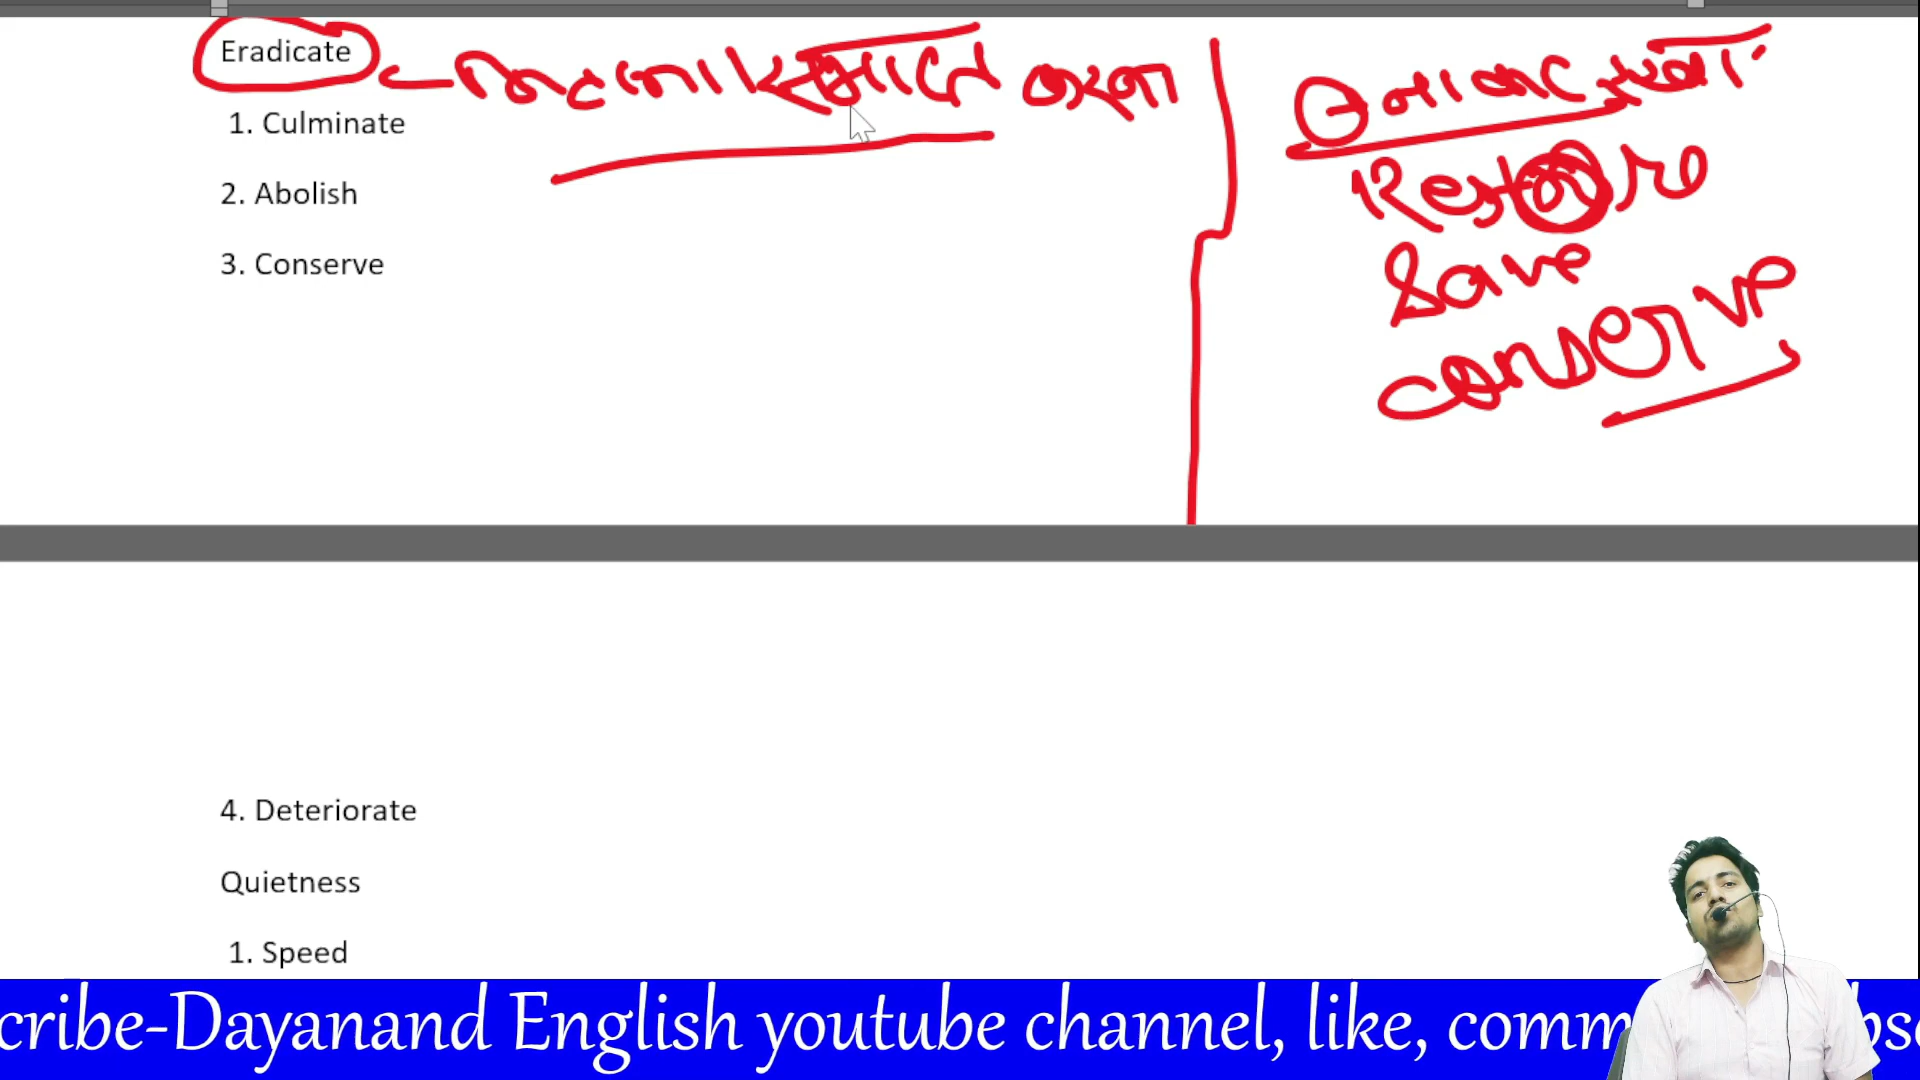 Eradicate
1. Culminate
2. Abolish
3. Conserve
Restore
Save
conserve
4. Deteriorate
Quietness
1. Speed
cribe-Dayanand English youtube channel, like, comm